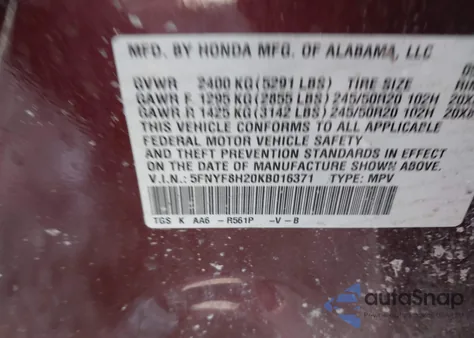 MFD. BY HONDA MFG. OF ALABAMA, LLC
GVWR 2400 KG (5291 LBS) TIRE SIZE
GAWR F 1295 KG (2855 LBS) 245/50R20 102H
GAWR R 1425 KG (3142 LBS) 245/50R20 102H
THIS VEHICLE CONFORMS TO ALL APPLICABLE
FEDERAL MOTOR VEHICLE SAFETY
AND THEFT PREVENTION STANDARDS IN EFFECT
ON THE DATE OF MANUFACTURE SHOWN ABOVE.
V.I.N.: 5FNYF8H20KB016371 TYPE: MPV
TGS K AA6 - R561P -V-B
autoSnap